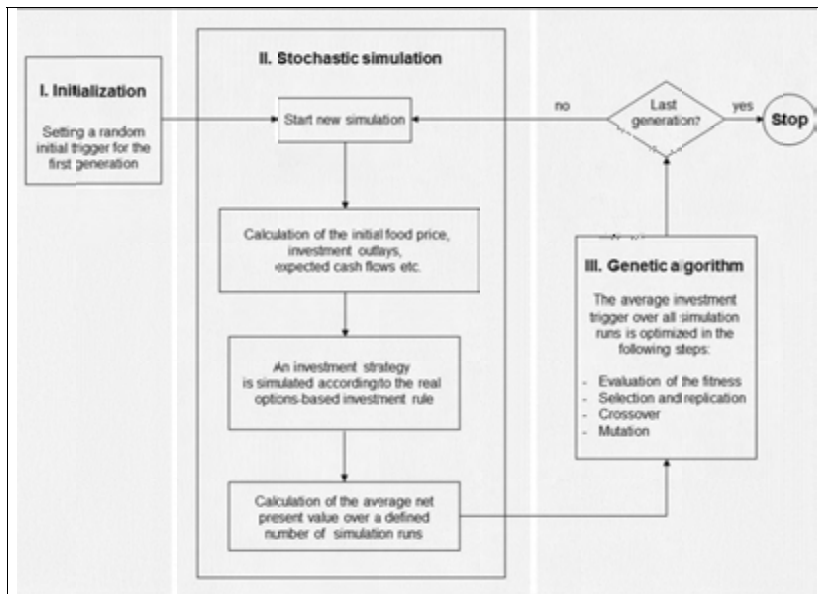 I. Initialization
Setting a random
initial trigger for the
first generation
II. Stochastic simulation
Start new simulation
Calculation of the initial food price,
investment outlays,
expected cash flows etc.
An investment strategy
is simulated according to the real
options-based investment rule
Calculation of the average net
present value over a defined
number of simulation runs
no
Last
generation?
yes
Stop
III. Genetic algorithm
The average investment
trigger over all simulation
runs is optimized in the
following steps:
- Evaluation of the fitness
- Selection and replication
- Crossover
- Mutation